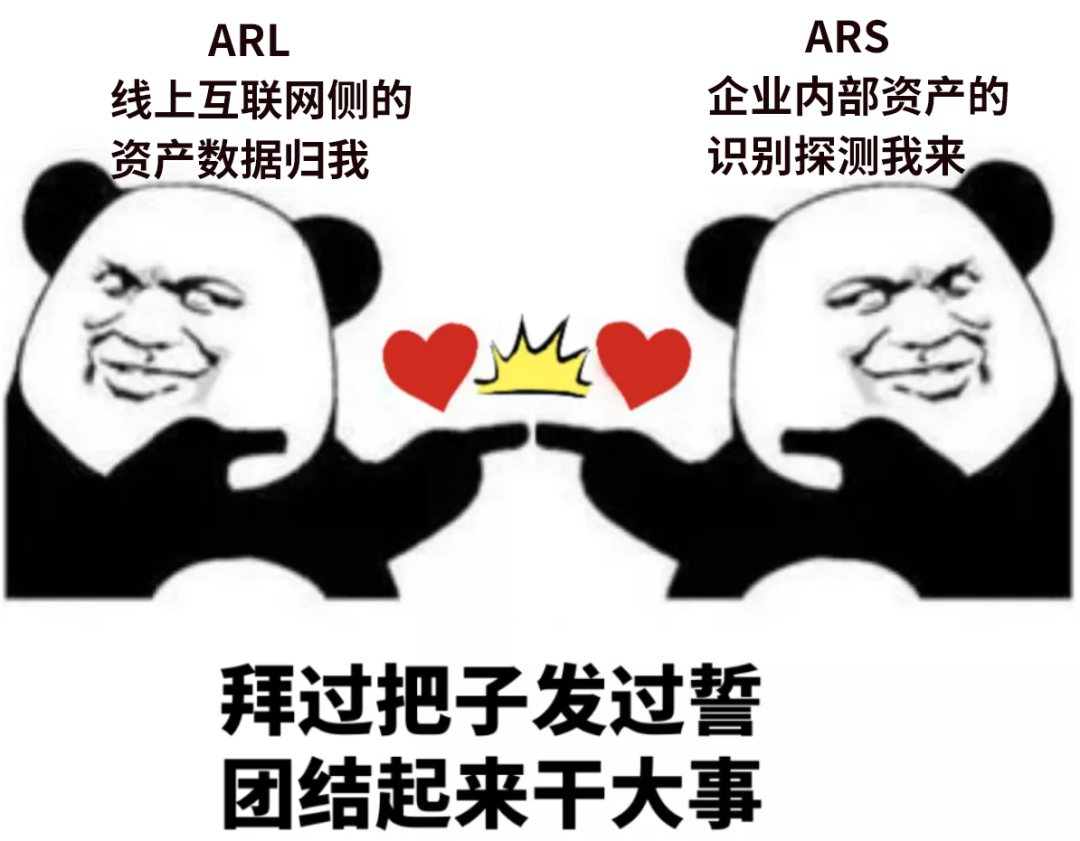 ARL
线上互联网侧的
资产数据归我
ARS
企业内部资产的
识别探测我来
拜过把子发过誓
团结起来干大事